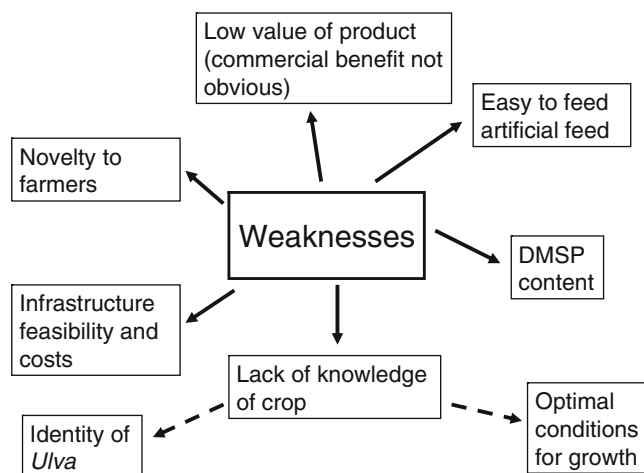 Low value of product
(commercial benefit not
obvious)
Easy to feed
artificial feed
Novelty to
farmers
Weaknesses
DMSP
content
Infrastructure
feasibility and
costs
Lack of knowledge
of crop
Identity of
Ulva
Optimal
conditions
for growth